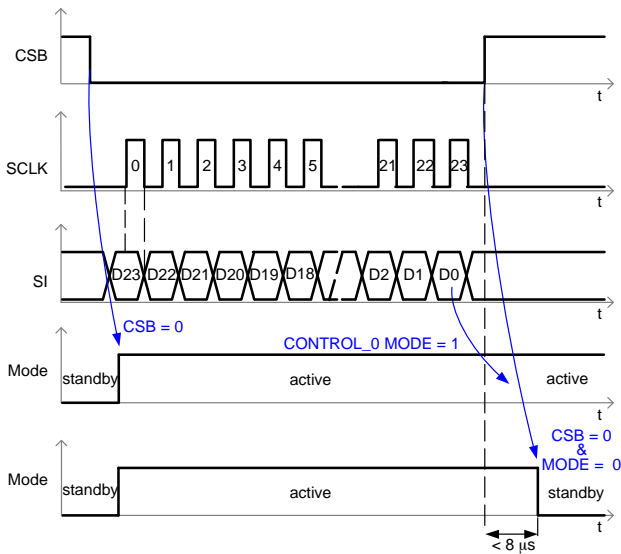 CSB
t
0 1 2 3 4 5 21 22 23
SCLK
t
D23 D22 D21 D20 D19 D18 D2 D1 D0
SI
t
CSB = 0
CONTROL_0 MODE = 1
Mode
standby active active
t
CSB = 0
&
MODE = 0
Mode
standby active standby
t
< 8 µs